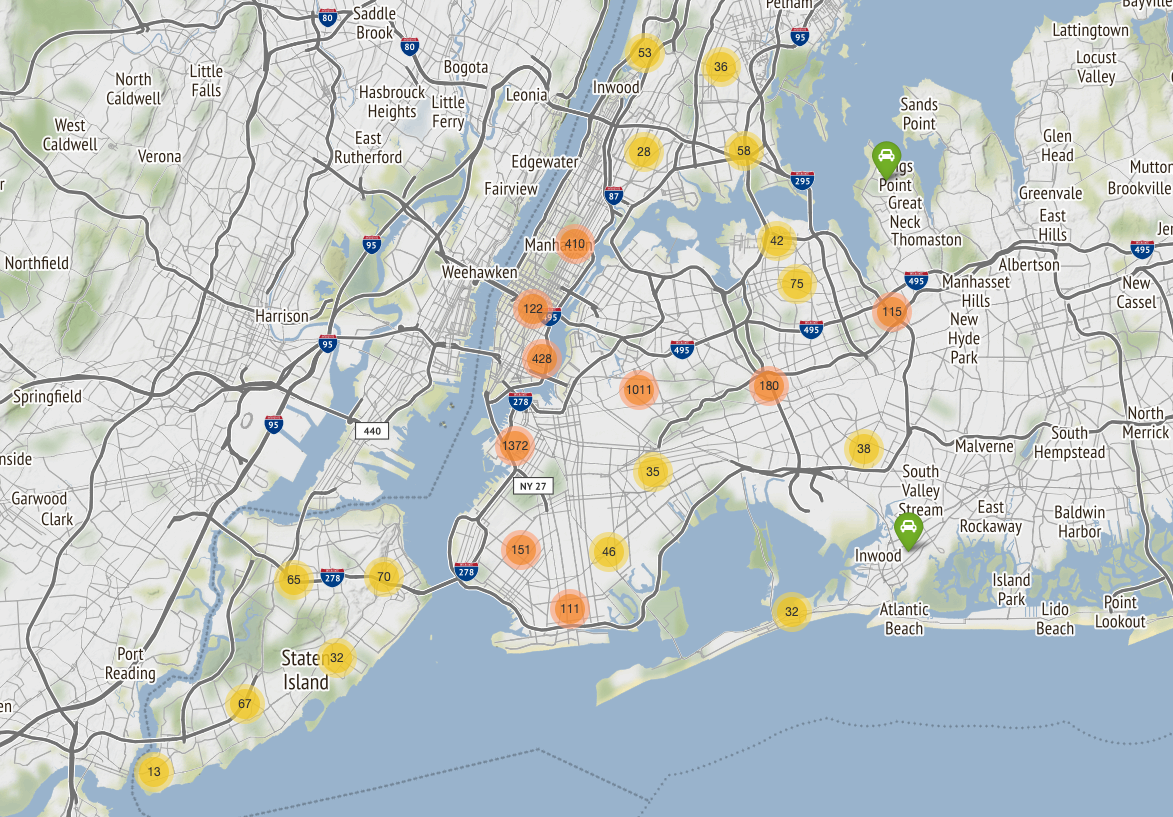 Pelham
Bayville
80
Saddle
Brook
80
95
Lattingtown
53
36
Bogota
Locust
Valley
North
Caldwell
Little
Falls
Leonia
Inwood
Hasbrouck
Heights
Little
Ferry
Sands
Point
West
Caldwell
Verona
East
Rutherford
Edgewater
28
58
Glen
Head
Point
Great
Neck
Thomaston
Fairview
87
295
Greenvale
Brookville
East
Hills
95
410
42
495
Northfield
Weehawken
Albertson
75
495
Manhasset
Hills
New
Hyde
Park
New
Cassel
Harrison
122
115
95
495
495
428
Springfield
1011
180
278
95
440
1372
North
Merrick
Malverne
South
Hempstead
38
35
NY 27
South
Valley
Stream
Garwood
Clark
East
Rockaway
Baldwin
Harbor
151
46
Inwood
65
278
70
278
Island
Park
111
32
Atlantic
Beach
Lido
Beach
Point
Lookout
Port
Reading
Staten
Island
32
67
13